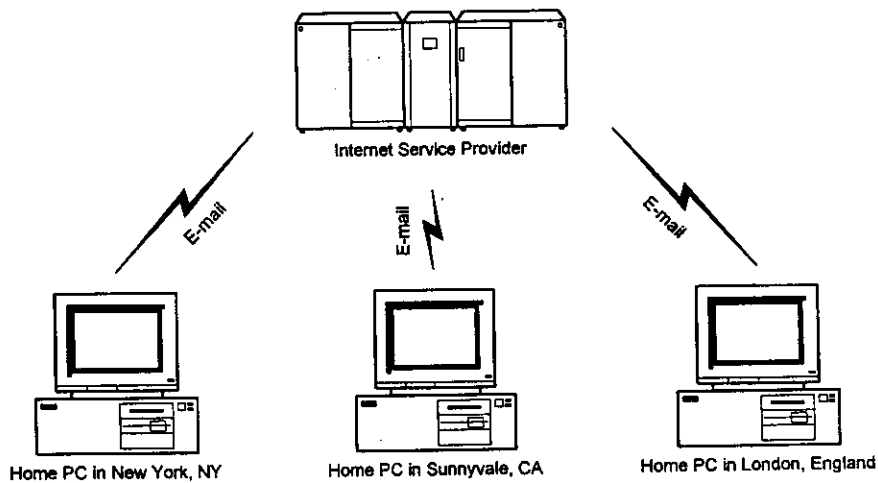 Internet Service Provider
E-mail
E-mail
E-mail
Home PC in New York, NY
Home PC in Sunnyvale, CA
Home PC in London, England